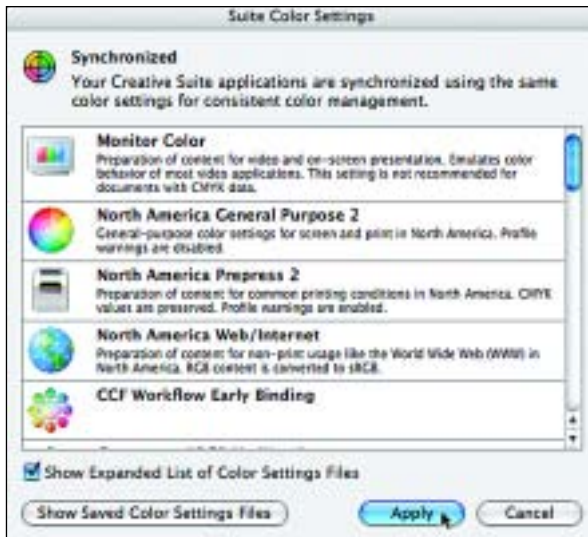 Suite Color Settings
Synchronized
Your Creative Suite applications are synchronized using the same
color settings for consistent color management.
Monitor Color
Preparation of content for video and on-screen presentation. Emulates color
behavior of most video applications. This setting is not recommended for
documents with CMYK data.
North America General Purpose 2
General-purpose color settings for screen and print in North America. Profile
warnings are disabled.
North America Prepress 2
Preparation of content for common printing conditions in North America. CMYK
values are preserved. Profile warnings are enabled.
North America Web/Internet
Preparation of content for non-print usage like the World Wide Web (WWW) in
North America. RGB content is converted to sRGB.
CCF Workflow Early Binding
Show Expanded List of Color Settings Files
Show Saved Color Settings Files
Apply
Cancel